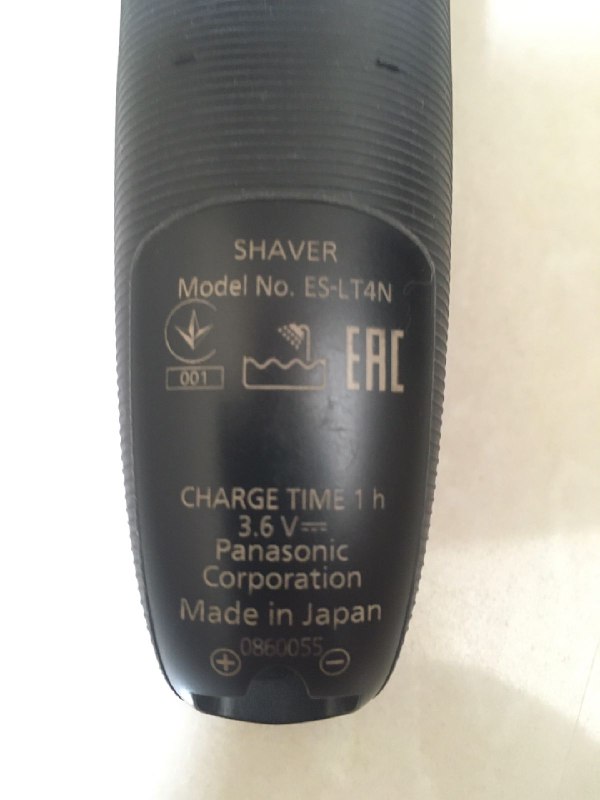 SHAVER
Model No. ES-LT4N
001
EAC
CHARGE TIME 1 h
3.6 V
Panasonic
Corporation
Made in Japan
0860055